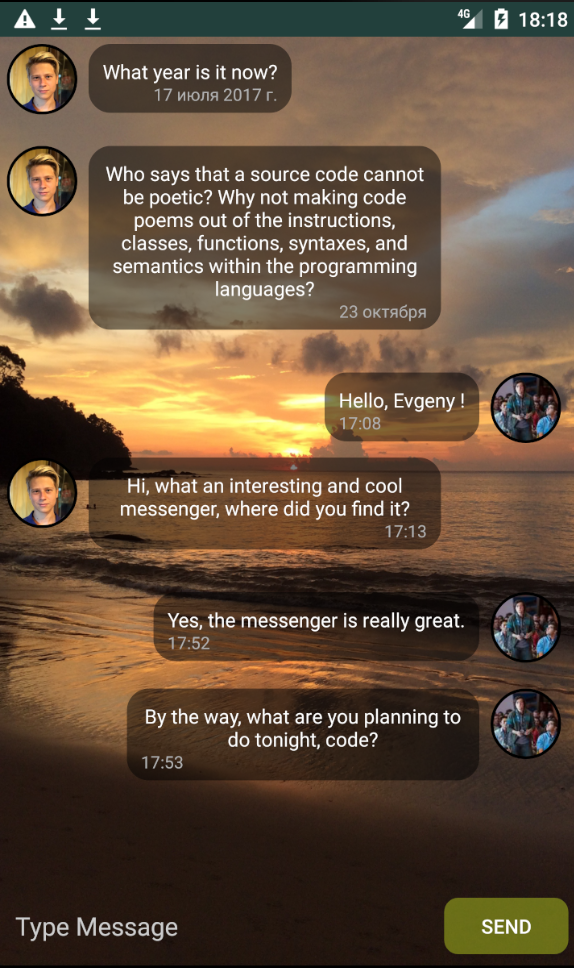 4G 18:18
What year is it now?
17 июля 2017 г.
Who says that a source code cannot
be poetic? Why not making code
poems out of the instructions,
classes, functions, syntaxes, and
semantics within the programming
languages?
23 октября
Hello, Evgeny !
17:08
Hi, what an interesting and cool
messenger, where did you find it?
17:13
Yes, the messenger is really great.
17:52
By the way, what are you planning to
do tonight, code?
17:53
Type Message
SEND